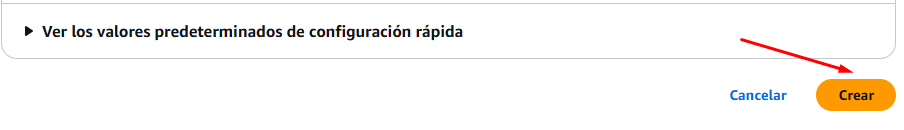 Ver los valores predeterminados de configuración rápida
Cancelar Crear